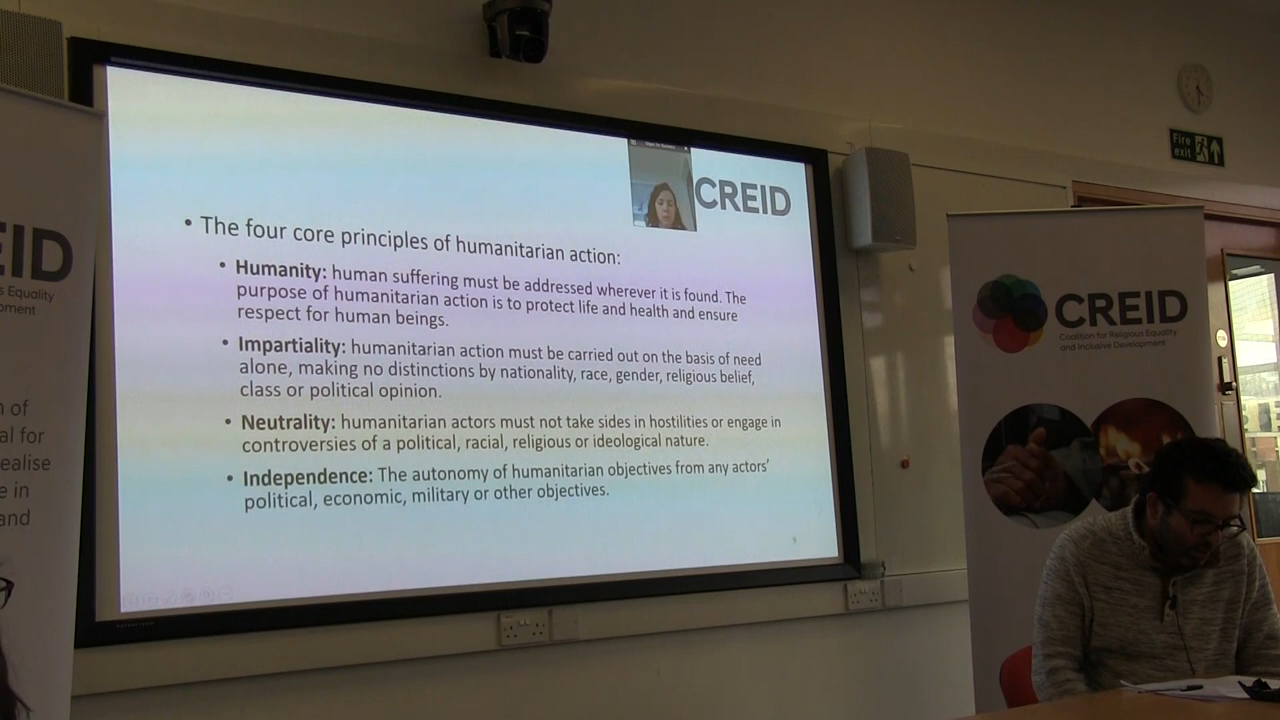 CREID
• The four core principles of humanitarian action:
• Humanity: human suffering must be addressed wherever it is found. The
purpose of humanitarian action is to protect life and health and ensure
respect for human beings.
• Impartiality: humanitarian action must be carried out on the basis of need
alone, making no distinctions by nationality, race, gender, religious belief,
class or political opinion.
• Neutrality: humanitarian actors must not take sides in hostilities or engage in
controversies of a political, racial, religious or ideological nature.
• Independence: The autonomy of humanitarian objectives from any actors'
political, economic, military or other objectives.
9
EID
s Equality
pment
n of
al for
ealise
e in
and
Fire
exit
CREID
Coalition for Religious Equality
and Inclusive Development